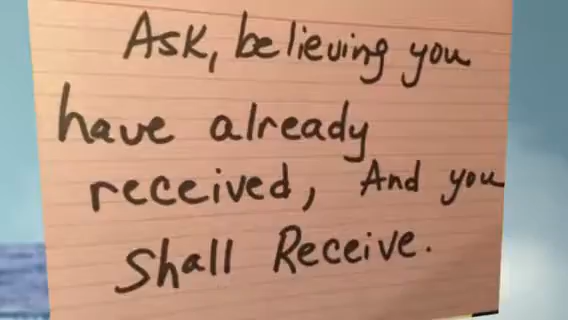 Ask, believing you
have already
received, And you
Shall Receive.